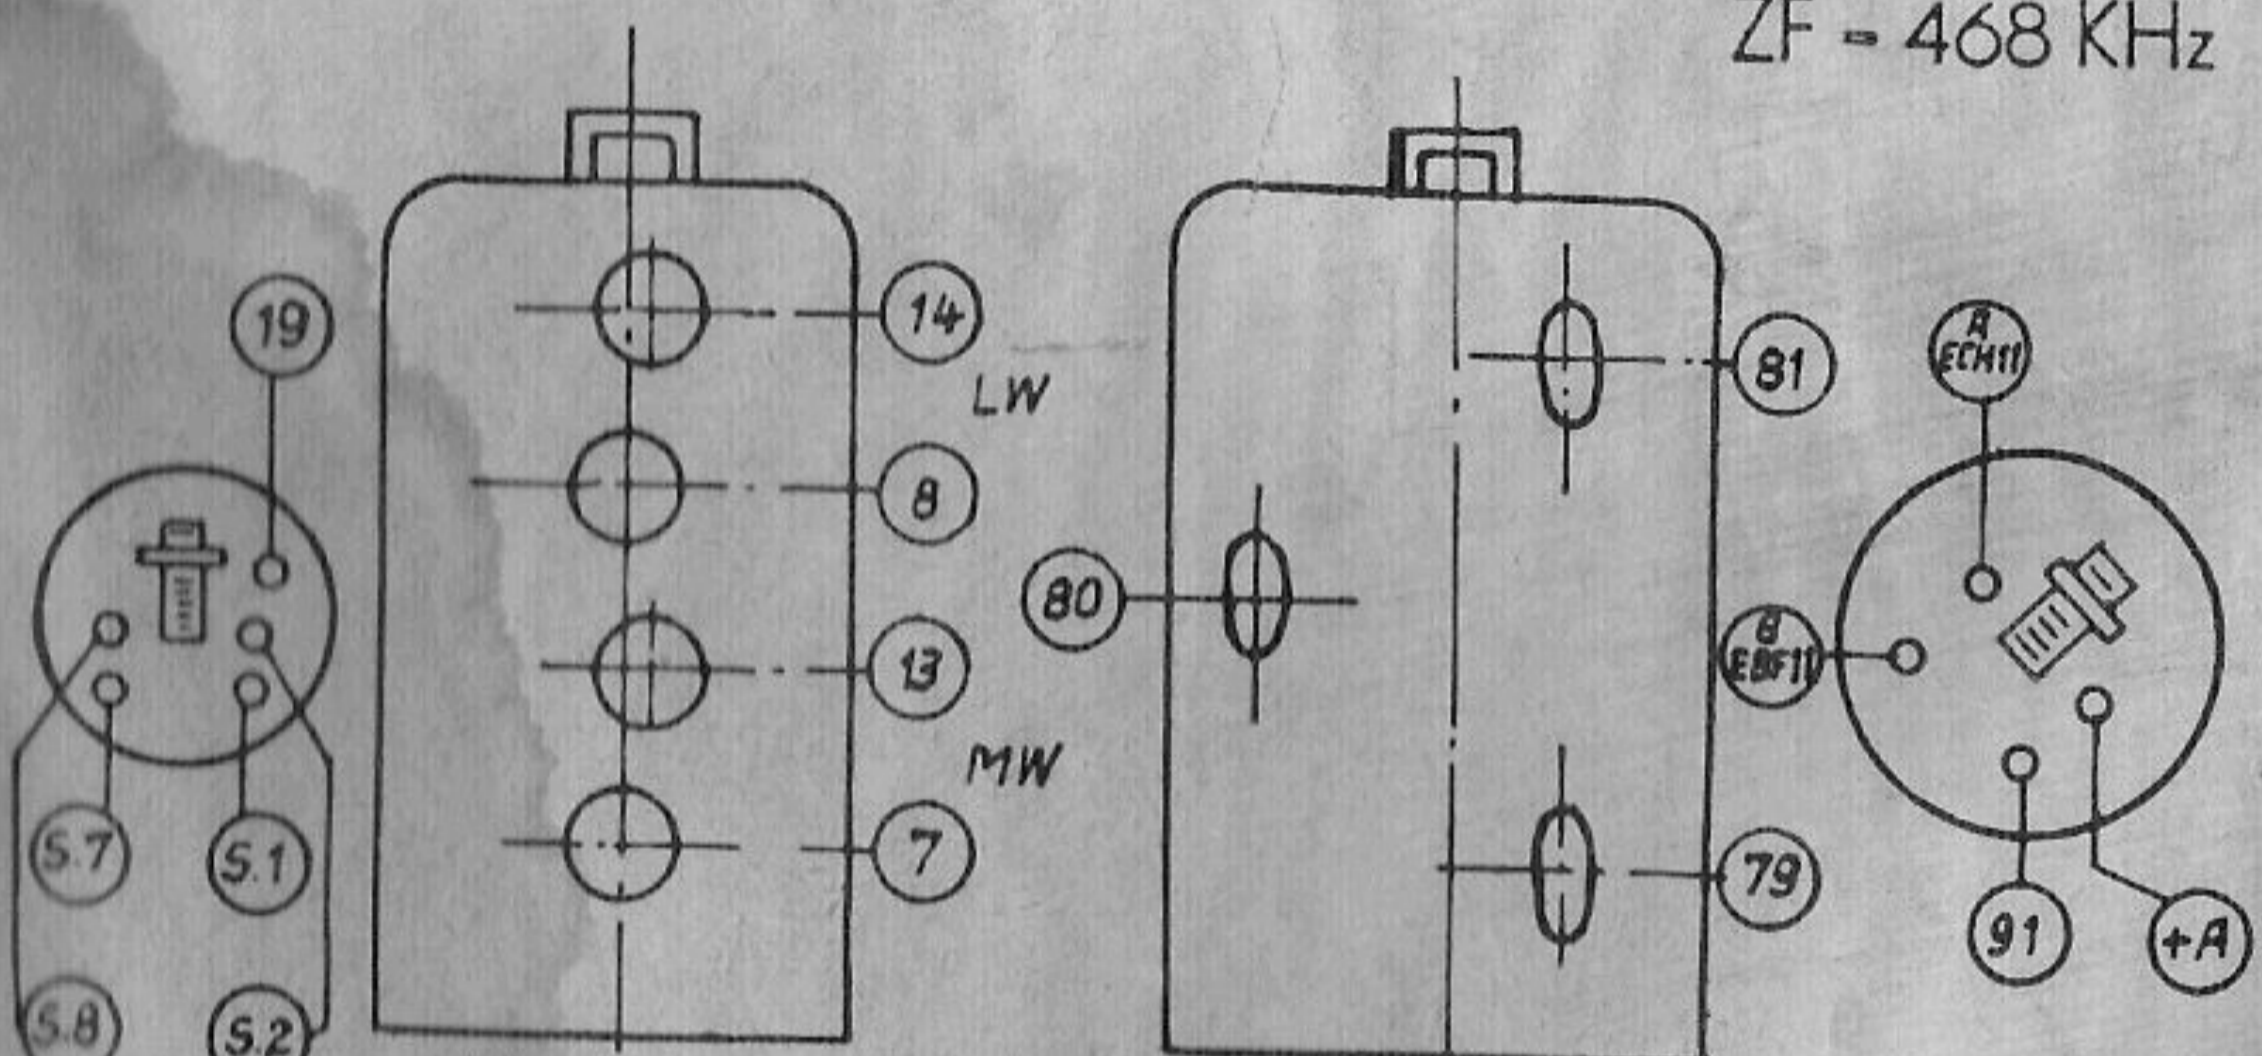 ZF - 468 KHz
19
14
LW
8
13
MW
7
S.7
S.1
S.8
S.2
81
80
79
A
ECH11
B
EBF11
91
+A